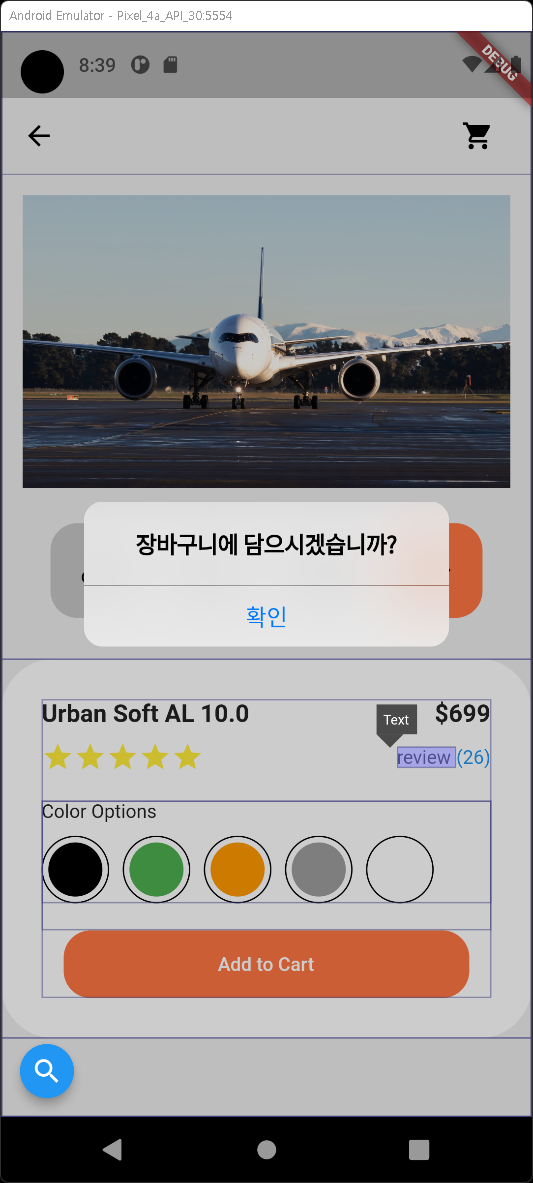 Android Emulator - Pixel_4a_API_30:5554
8:39
DEBUG
장바구니에 담으시겠습니까?
확인
Urban Soft AL 10.0
Text
$699
review (26)
Color Options
Add to Cart